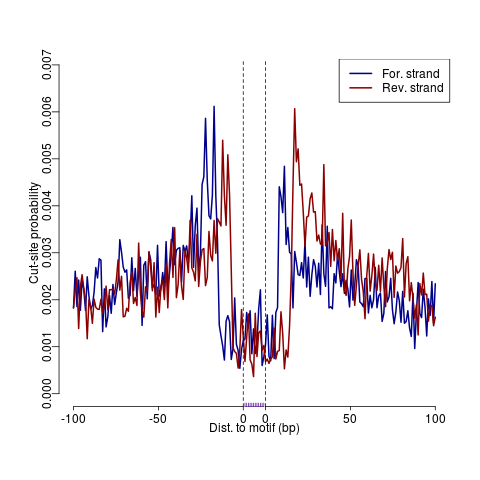 For. strand
Rev. strand
Cut-site probability
0.007
0.006
0.005
0.004
0.003
0.002
0.001
0.000
-100 -50 0 0 50 100
Dist. to motif (bp)